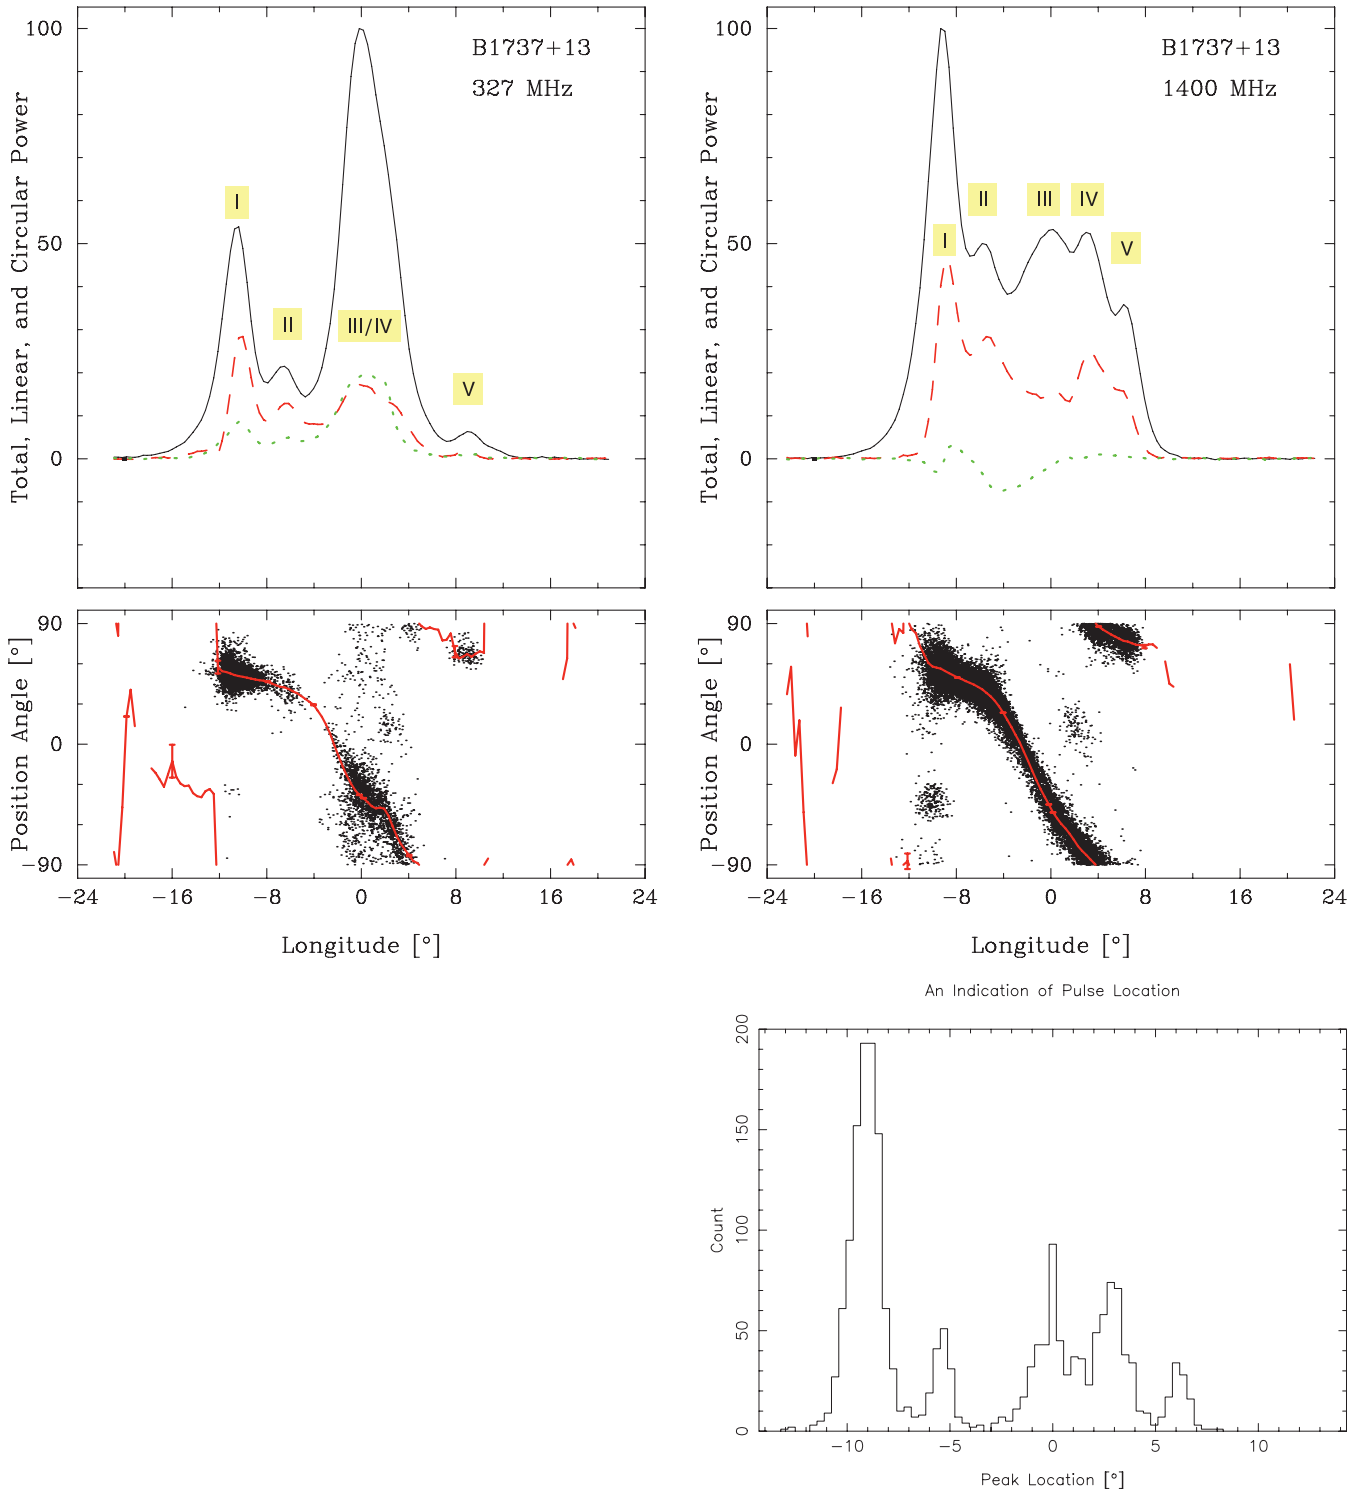 B1737+13
327 MHz
I
II
III/IV
V
100
50
0
Total, Linear, and Circular Power
90
0
−90
Position Angle [°]
−24 −16 −8 0 8 16 24
Longitude [°]
B1737+13
1400 MHz
I
II
III
IV
V
100
50
0
Total, Linear, and Circular Power
90
0
−90
Position Angle [°]
−24 −16 −8 0 8 16 24
Longitude [°]
An Indication of Pulse Location
200
150
100
50
0
Count
−10 −5 0 5 10
Peak Location [°]